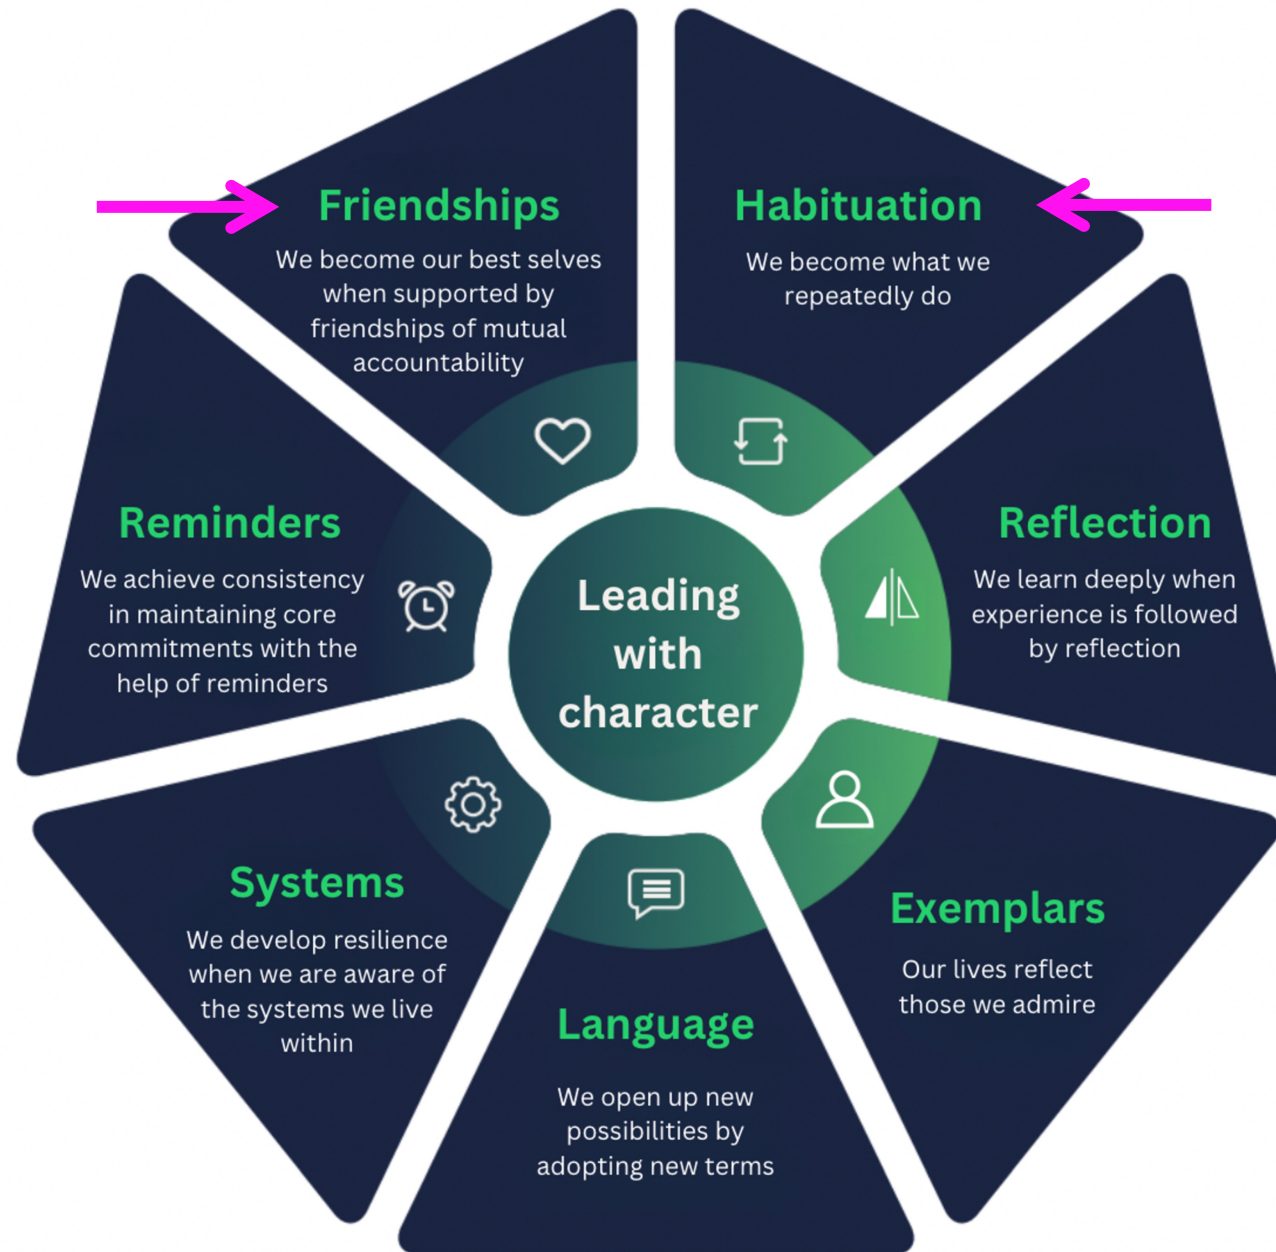 Friendships
We become our best selves
when supported by
friendships of mutual
accountability
Habituation
We become what we
repeatedly do
Reminders
We achieve consistency
in maintaining core
commitments with the
help of reminders
Leading
with
character
Reflection
We learn deeply when
experience is followed
by reflection
Systems
We develop resilience
when we are aware of
the systems we live
within
Language
We open up new
possibilities by
adopting new terms
Exemplars
Our lives reflect
those we admire